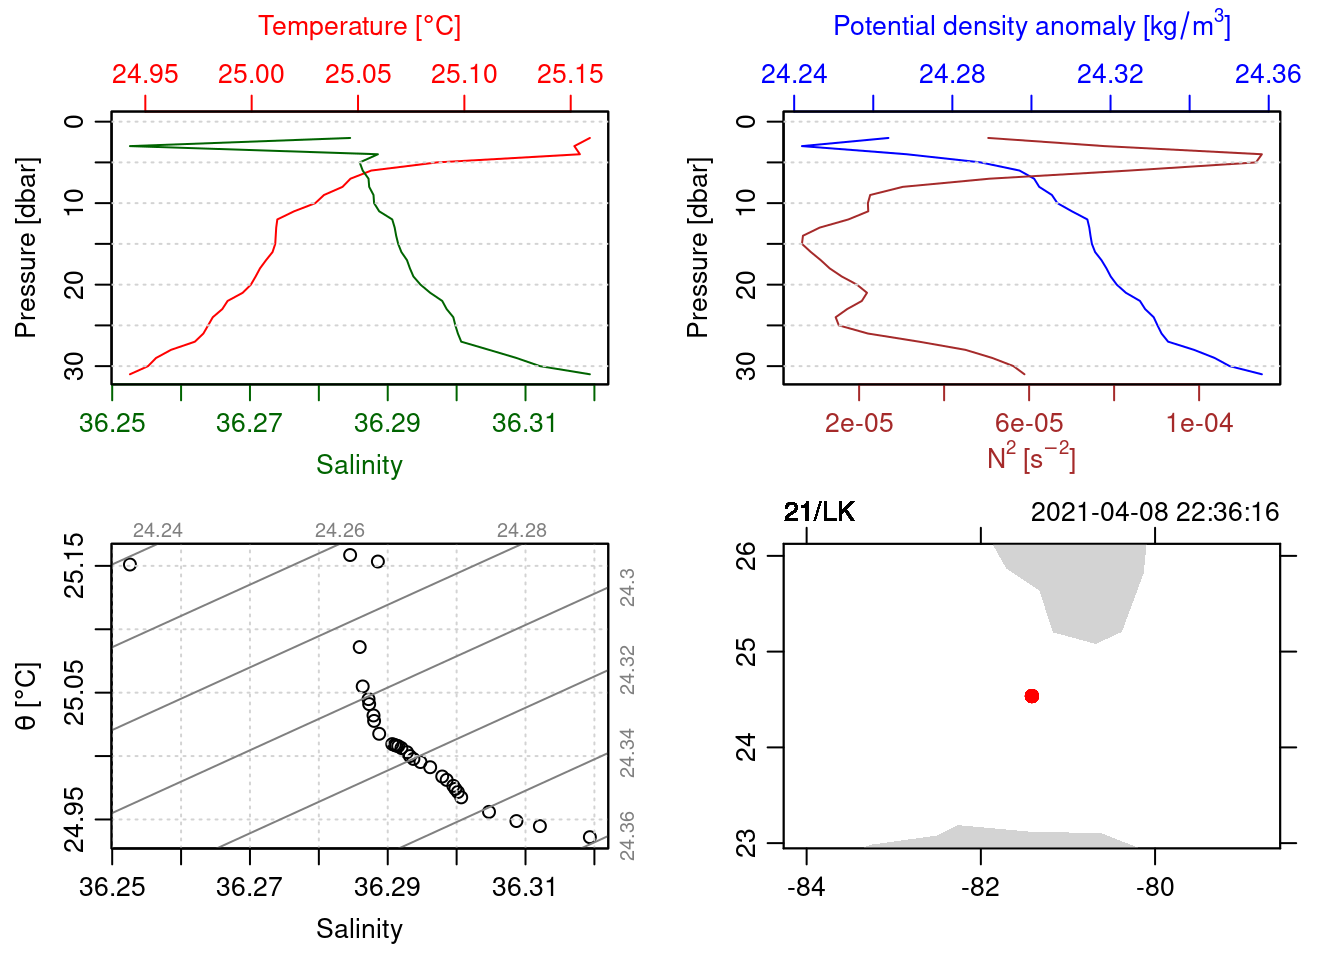 Temperature [°C]
24.95 25.00 25.05 25.10 25.15
Pressure [dbar]
0
10
20
30
36.25 36.27 36.29 36.31
Salinity
Potential density anomaly [kg/m³]
24.24 24.28 24.32 24.36
Pressure [dbar]
0
10
20
30
2e-05 6e-05 1e-04
N² [s⁻²]
24.24 24.26 24.28
24.3
24.32
24.34
24.36
θ [°C]
25.15
25.05
24.95
36.25 36.27 36.29 36.31
Salinity
21/LK 2021-04-08 22:36:16
26
25
24
23
-84 -82 -80